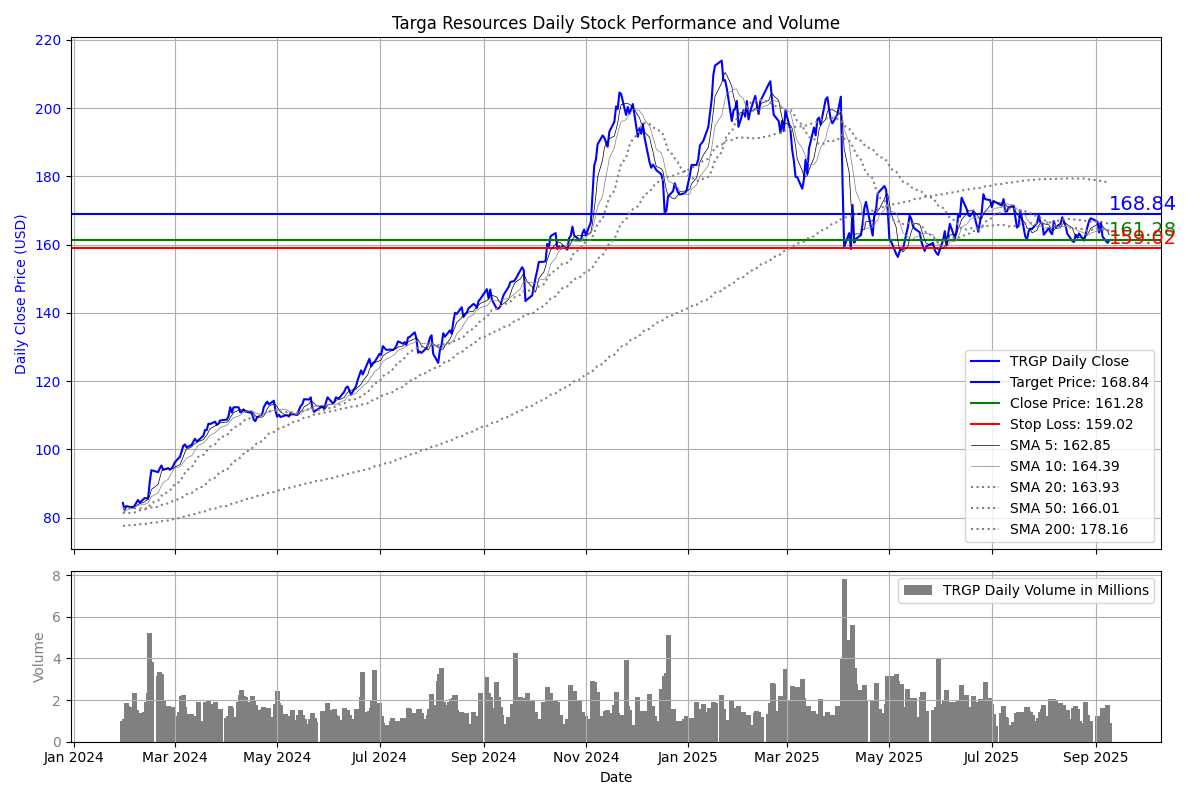 Targa Resources Daily Stock Performance and Volume
220
200
180
160
140
120
100
80
Daily Close Price (USD)
168.84
161.28
159.02
TRGP Daily Close
Target Price: 168.84
Close Price: 161.28
Stop Loss: 159.02
SMA 5: 162.85
SMA 10: 164.39
SMA 20: 163.93
SMA 50: 166.01
SMA 200: 178.16
8
6
4
2
0
Volume
TRGP Daily Volume in Millions
Jan 2024 Mar 2024 May 2024 Jul 2024 Sep 2024 Nov 2024 Jan 2025 Mar 2025 May 2025 Jul 2025 Sep 2025
Date